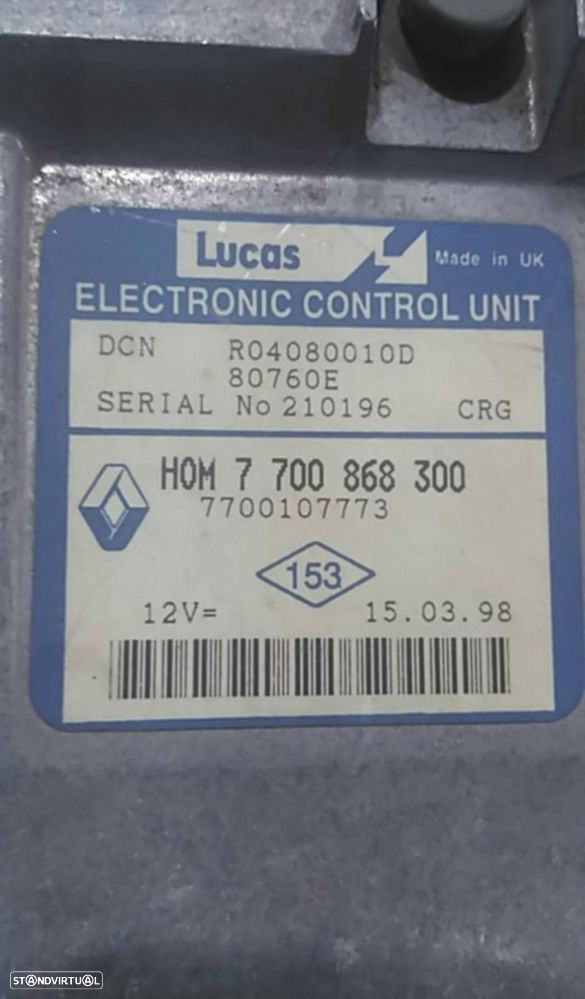 Lucas
Made in UK
ELECTRONIC CONTROL UNIT
DCN R04080010D
80760E
SERIAL No 210196 CRG
HOM 7 700 868 300
7700107773
153
12V= 15.03.98
STANDVIRTUAL